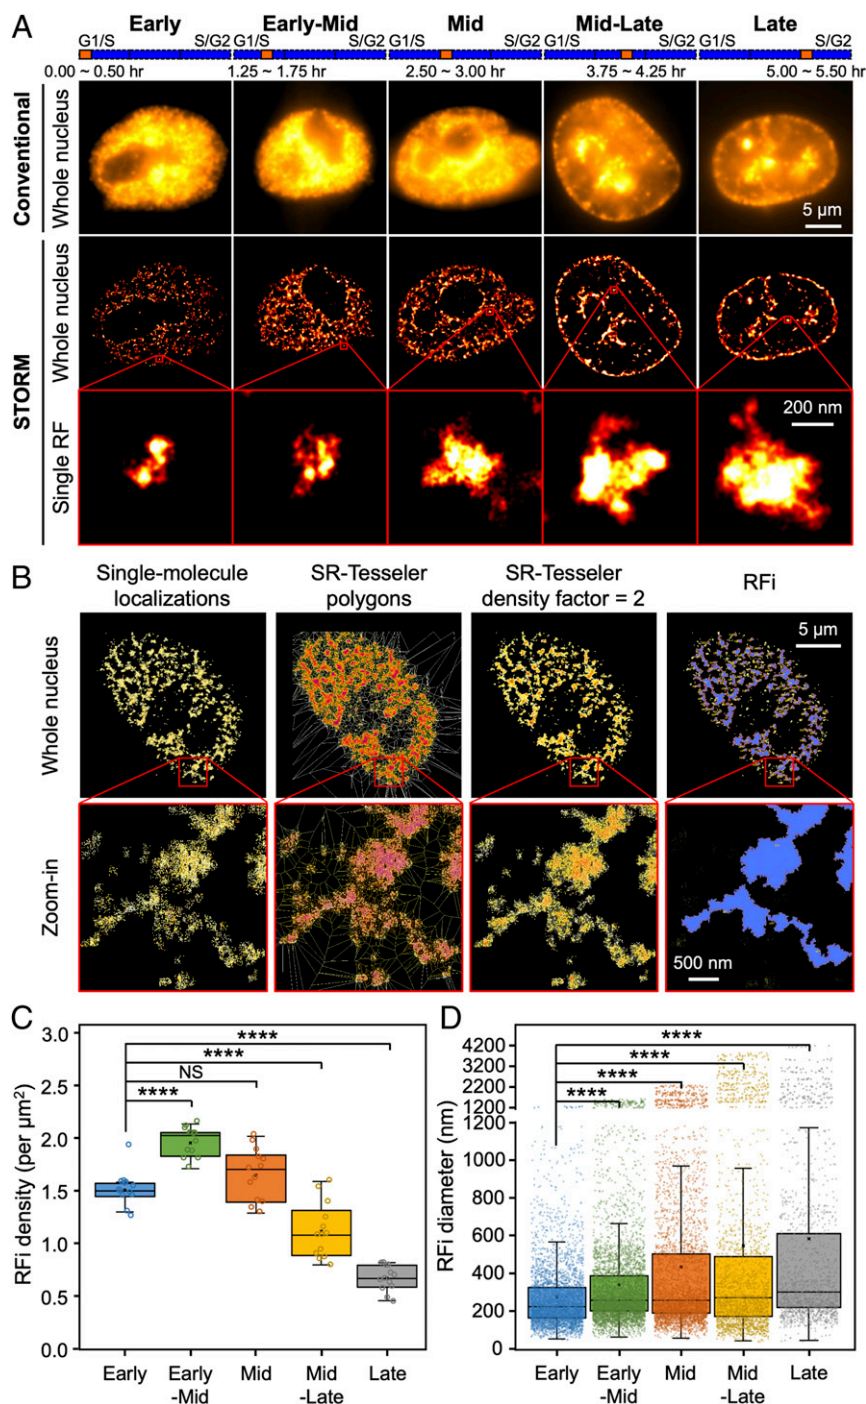 A
Early Early-Mid Mid Mid-Late Late
G1/S S/G2 G1/S S/G2 G1/S S/G2 G1/S S/G2 G1/S S/G2
0.00 ~ 0.50 hr 1.25 ~ 1.75 hr 2.50 ~ 3.00 hr 3.75 ~ 4.25 hr 5.00 ~ 5.50 hr
Conventional
Whole nucleus
5 µm
STORM
Whole nucleus
Single RF
200 nm
B
Single-molecule
localizations
SR-Tesseler
polygons
SR-Tesseler
density factor = 2
RFi
Whole nucleus
5 µm
Zoom-in
500 nm
C
RFi density (per µm²)
3.0
2.5
2.0
1.5
1.0
0.5
0.0
****
****
NS
****
Early
Early
-Mid
Mid
Mid
-Late
Late
D
RFi diameter (nm)
4200
3200
2200
1200
1200
1000
800
600
400
200
0
****
****
****
****
Early
Early
-Mid
Mid
Mid
-Late
Late